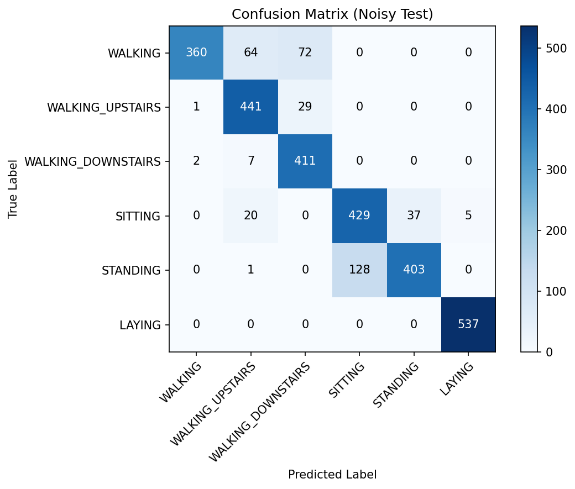 Confusion Matrix (Noisy Test)
True Label
WALKING 360 64 72 0 0 0
WALKING_UPSTAIRS 1 441 29 0 0 0
WALKING_DOWNSTAIRS 2 7 411 0 0 0
SITTING 0 20 0 429 37 5
STANDING 0 1 0 128 403 0
LAYING 0 0 0 0 0 537
WALKING
WALKING_UPSTAIRS
WALKING_DOWNSTAIRS
SITTING
STANDING
LAYING
Predicted Label
500
400
300
200
100
0